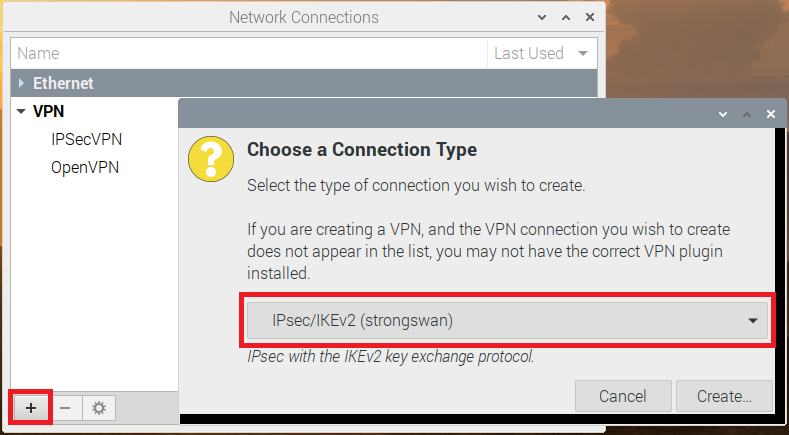 Network Connections
Name
Last Used
Ethernet
VPN
IPSecVPN
OpenVPN
Choose a Connection Type
Select the type of connection you wish to create.
If you are creating a VPN, and the VPN connection you wish to create
does not appear in the list, you may not have the correct VPN plugin
installed.
IPsec/IKEv2 (strongswan)
IPsec with the IKEv2 key exchange protocol.
Cancel
Create...